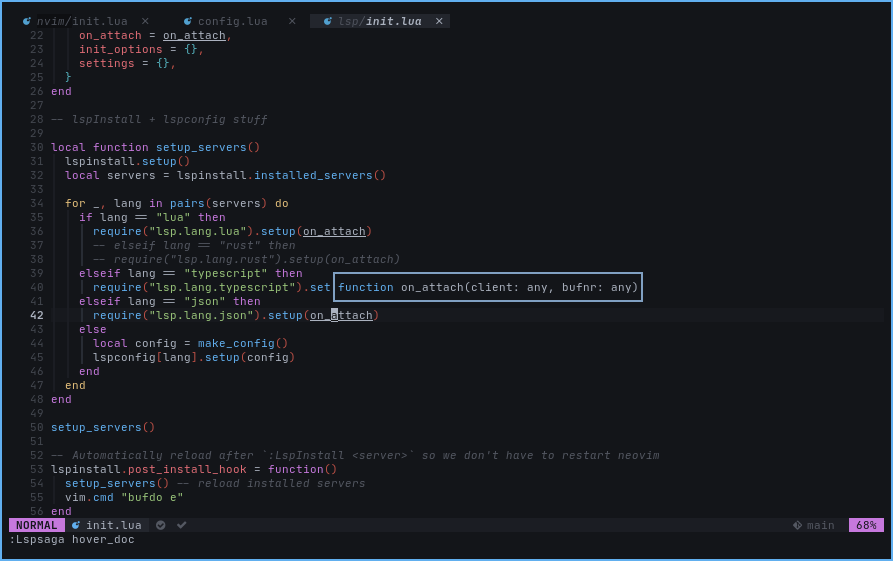 nvim/init.lua × config.lua × lsp/init.lua ×
22 on_attach = on_attach,
23 init_options = {},
24 settings = {},
25 }
26 end
27
28 -- lspInstall + lspconfig stuff
29
30 local function setup_servers()
31 lspinstall.setup()
32 local servers = lspinstall.installed_servers()
33
34 for _, lang in pairs(servers) do
35 if lang == "lua" then
36 require("lsp.lang.lua").setup(on_attach)
37 -- elseif lang == "rust" then
38 -- require("lsp.lang.rust").setup(on_attach)
39 elseif lang == "typescript" then
40 require("lsp.lang.typescript").set function on_attach(client: any, bufnr: any)
41 elseif lang == "json" then
42 require("lsp.lang.json").setup(on_attach)
43 else
44 local config = make_config()
45 lspconfig[lang].setup(config)
46 end
47 end
48 end
49
50 setup_servers()
51
52 -- Automatically reload after `:LspInstall <server>` so we don't have to restart neovim
53 lspinstall.post_install_hook = function()
54 setup_servers() -- reload installed servers
55 vim.cmd "bufdo e"
56 end
NORMAL init.lua main 68%
:Lspsaga hover_doc